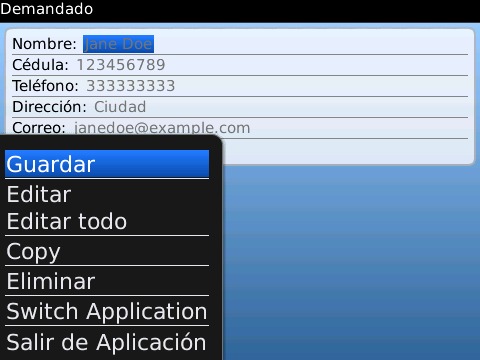 Demandado
Nombre: Jane Doe
Cédula: 123456789
Teléfono: 333333333
Dirección: Ciudad
Correo: janedoe@example.com
Guardar
Editar
Editar todo
Copy
Eliminar
Switch Application
Salir de Aplicación